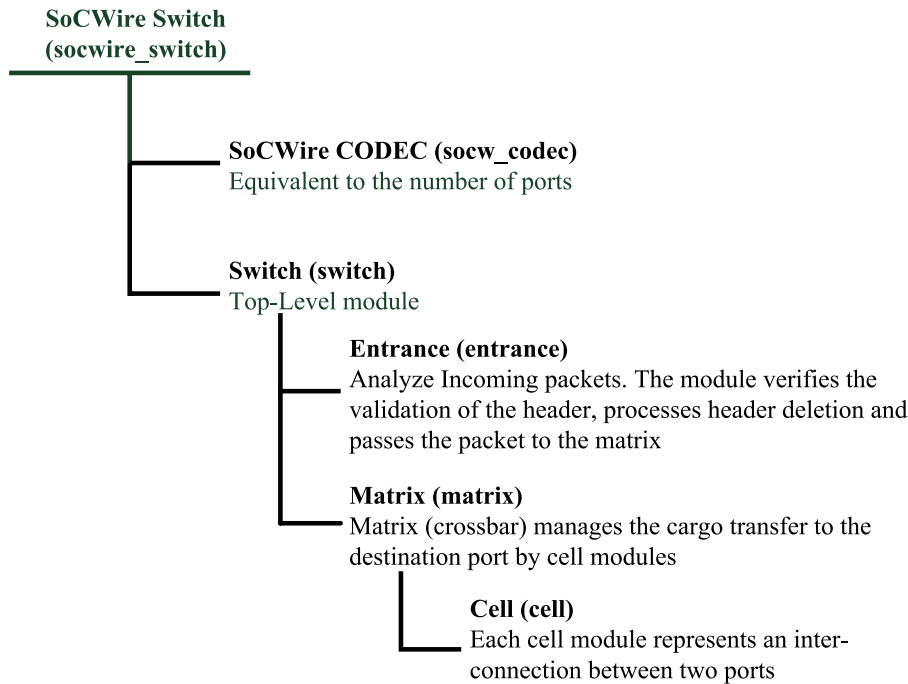 SoCWire Switch
(socwire_switch)
SoCWire CODEC (socw_codec)
Equivalent to the number of ports
Switch (switch)
Top-Level module
Entrance (entrance)
Analyze Incoming packets. The module verifies the
validation of the header, processes header deletion and
passes the packet to the matrix
Matrix (matrix)
Matrix (crossbar) manages the cargo transfer to the
destination port by cell modules
Cell (cell)
Each cell module represents an inter-
connection between two ports